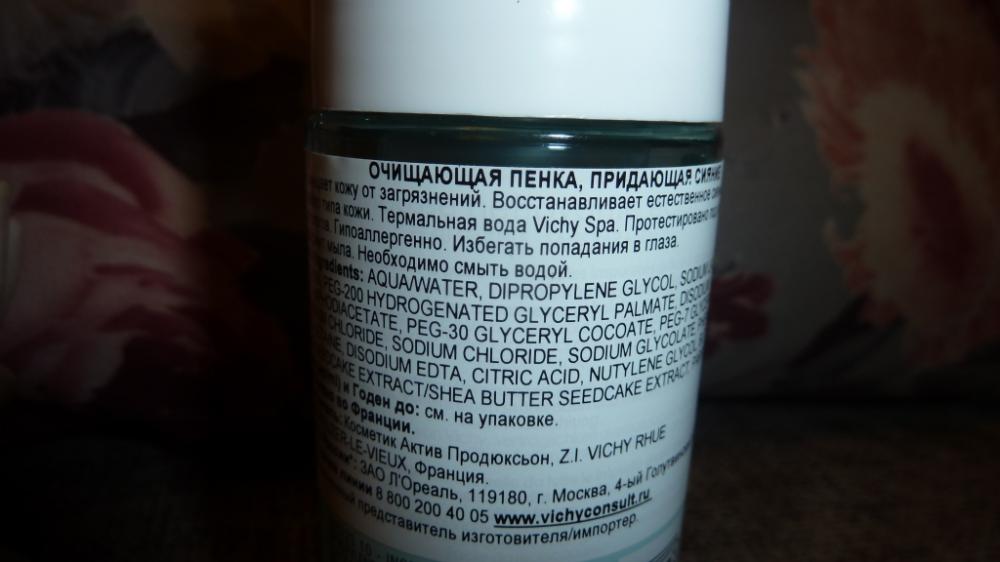 ОЧИЩАЮЩАЯ ПЕНКА, ПРИДАЮЩАЯ
кожу от загрязнений. Восстанавливает естественное
типа кожи. Термальная вода Vichy Spa. Протестировано
Гипоаллергенно. Избегать попадания в глаза.
мыла. Необходимо смыть водой.
AQUA/WATER, DIPROPYLENE GLYCOL, SODIUM
PEG-200 HYDROGENATED GLYCERYL PALMATE,
PEG-30 GLYCERYL COCOATE, PEG-7
CHLORIDE, SODIUM CHLORIDE, SODIUM GLYCOLATE,
DISODIUM EDTA, CITRIC ACID, NUTYLENE GLYCOL
EXTRACT/SHEA BUTTER SEEDCAKE EXTRACT,
и Годен до: см. на упаковке.
во Франции.
Косметик Актив Продюксьон, Z.I. VICHY RHUE
Франция.
ЗАО Л'Ореаль, 119180, г. Москва, 4-ый
линии 8 800 200 40 05 www.vichyconsult.ru
представитель изготовителя/импортер.